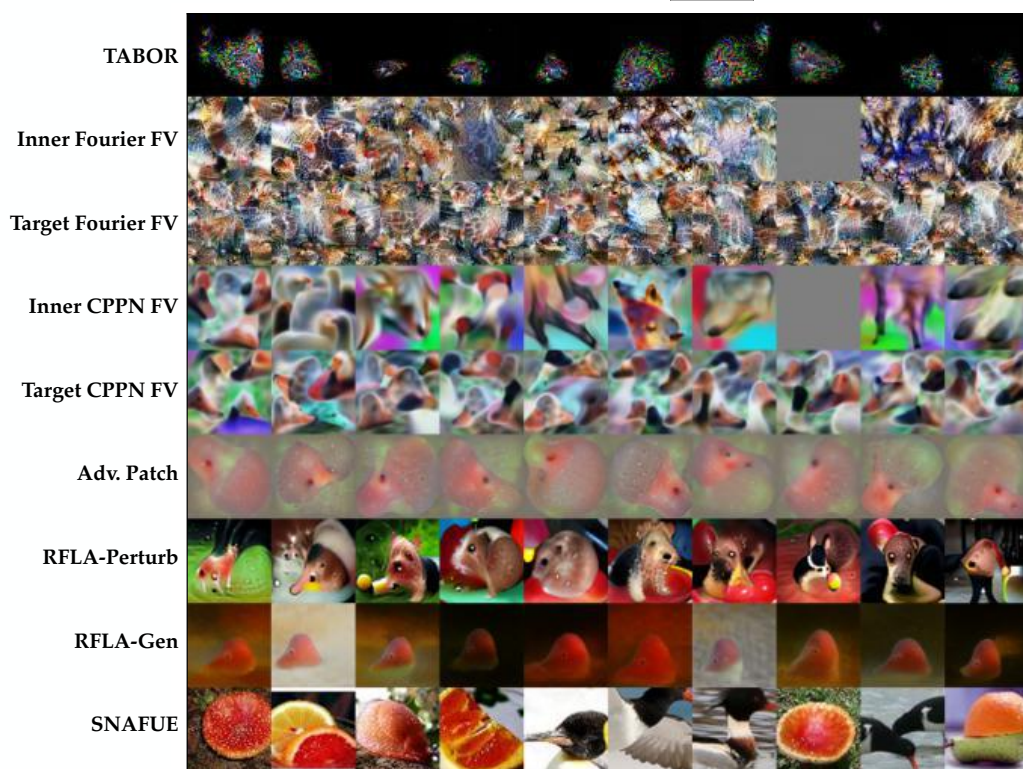 TABOR
Inner Fourier FV
Target Fourier FV
Inner CPPN FV
Target CPPN FV
Adv. Patch
RFLA-Perturb
RFLA-Gen
SNAFUE